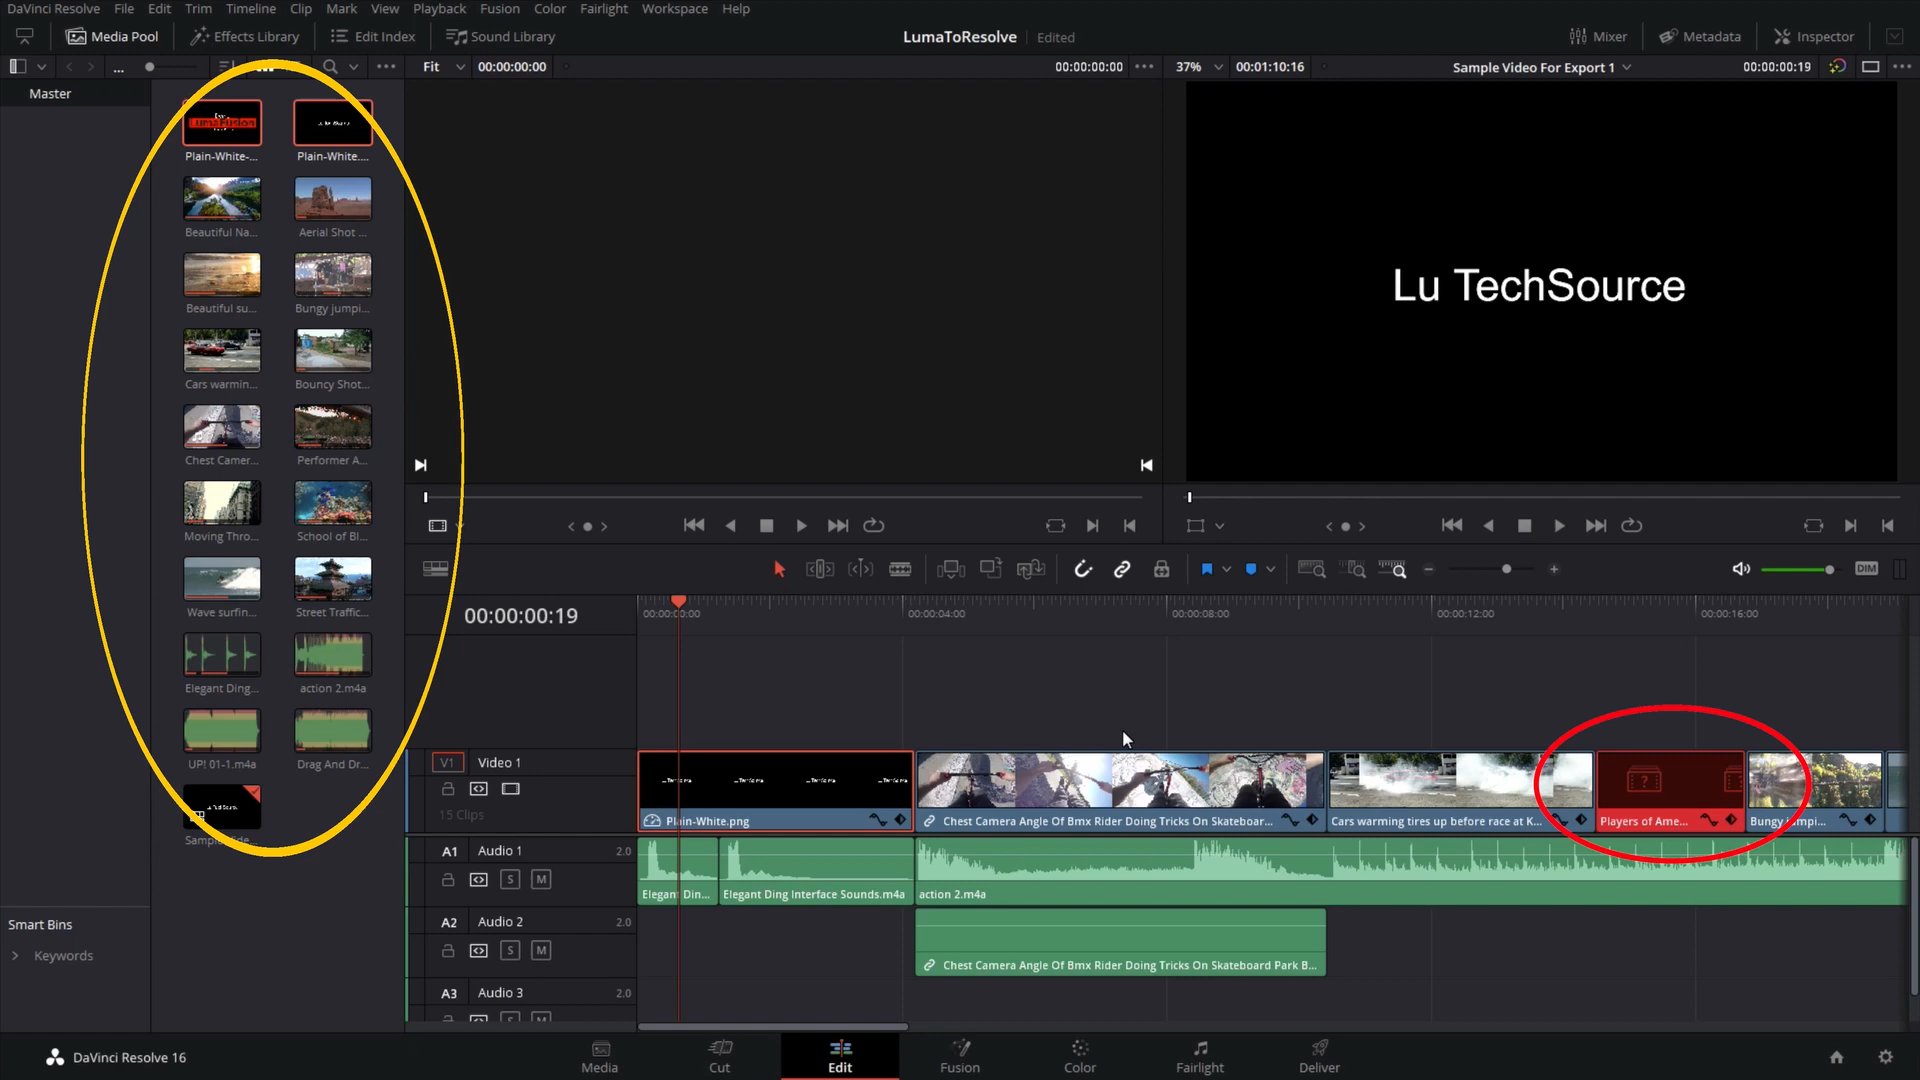 DaVinci Resolve File Edit Trim Timeline Clip Mark View Playback Fusion Color Fairlight Workspace Help
Media Pool Effects Library Edit Index Sound Library LumaToResolve Edited Mixer Metadata Inspector
... Fit 00:00:00:00 00:00:00:00 37% 00:01:10:16 Sample Video For Export 1 00:00:00:19
Master
Plain-White-... Plain-White....
Beautiful Na... Aerial Shot ...
Beautiful su... Bungy jumpi...
Cars warmin... Bouncy Shot...
Chest Camer... Performer A...
Moving Thro... School of Bl...
Wave surfin... Street Traffic...
Elegant Ding... action 2.m4a
UP! 01-1.m4a Drag And Dr...
Lu TechSource
DIM
00:00:00:19
00:00:00:00 00:00:04:00 00:00:08:00 00:00:12:00 00:00:16:00
V1 Video 1
15 Clips
Plain-White.png Chest Camera Angle Of Bmx Rider Doing Tricks On Skateboar... Cars warming tires up before race at K... Players of Ame...
A1 Audio 1 2.0
S M
Elegant Din... Elegant Ding Interface Sounds.m4a action 2.m4a
A2 Audio 2 2.0
S M
Chest Camera Angle Of Bmx Rider Doing Tricks On Skateboard Park B...
A3 Audio 3 2.0
Smart Bins
Keywords
DaVinci Resolve 16
Media Cut Edit Fusion Color Fairlight Deliver